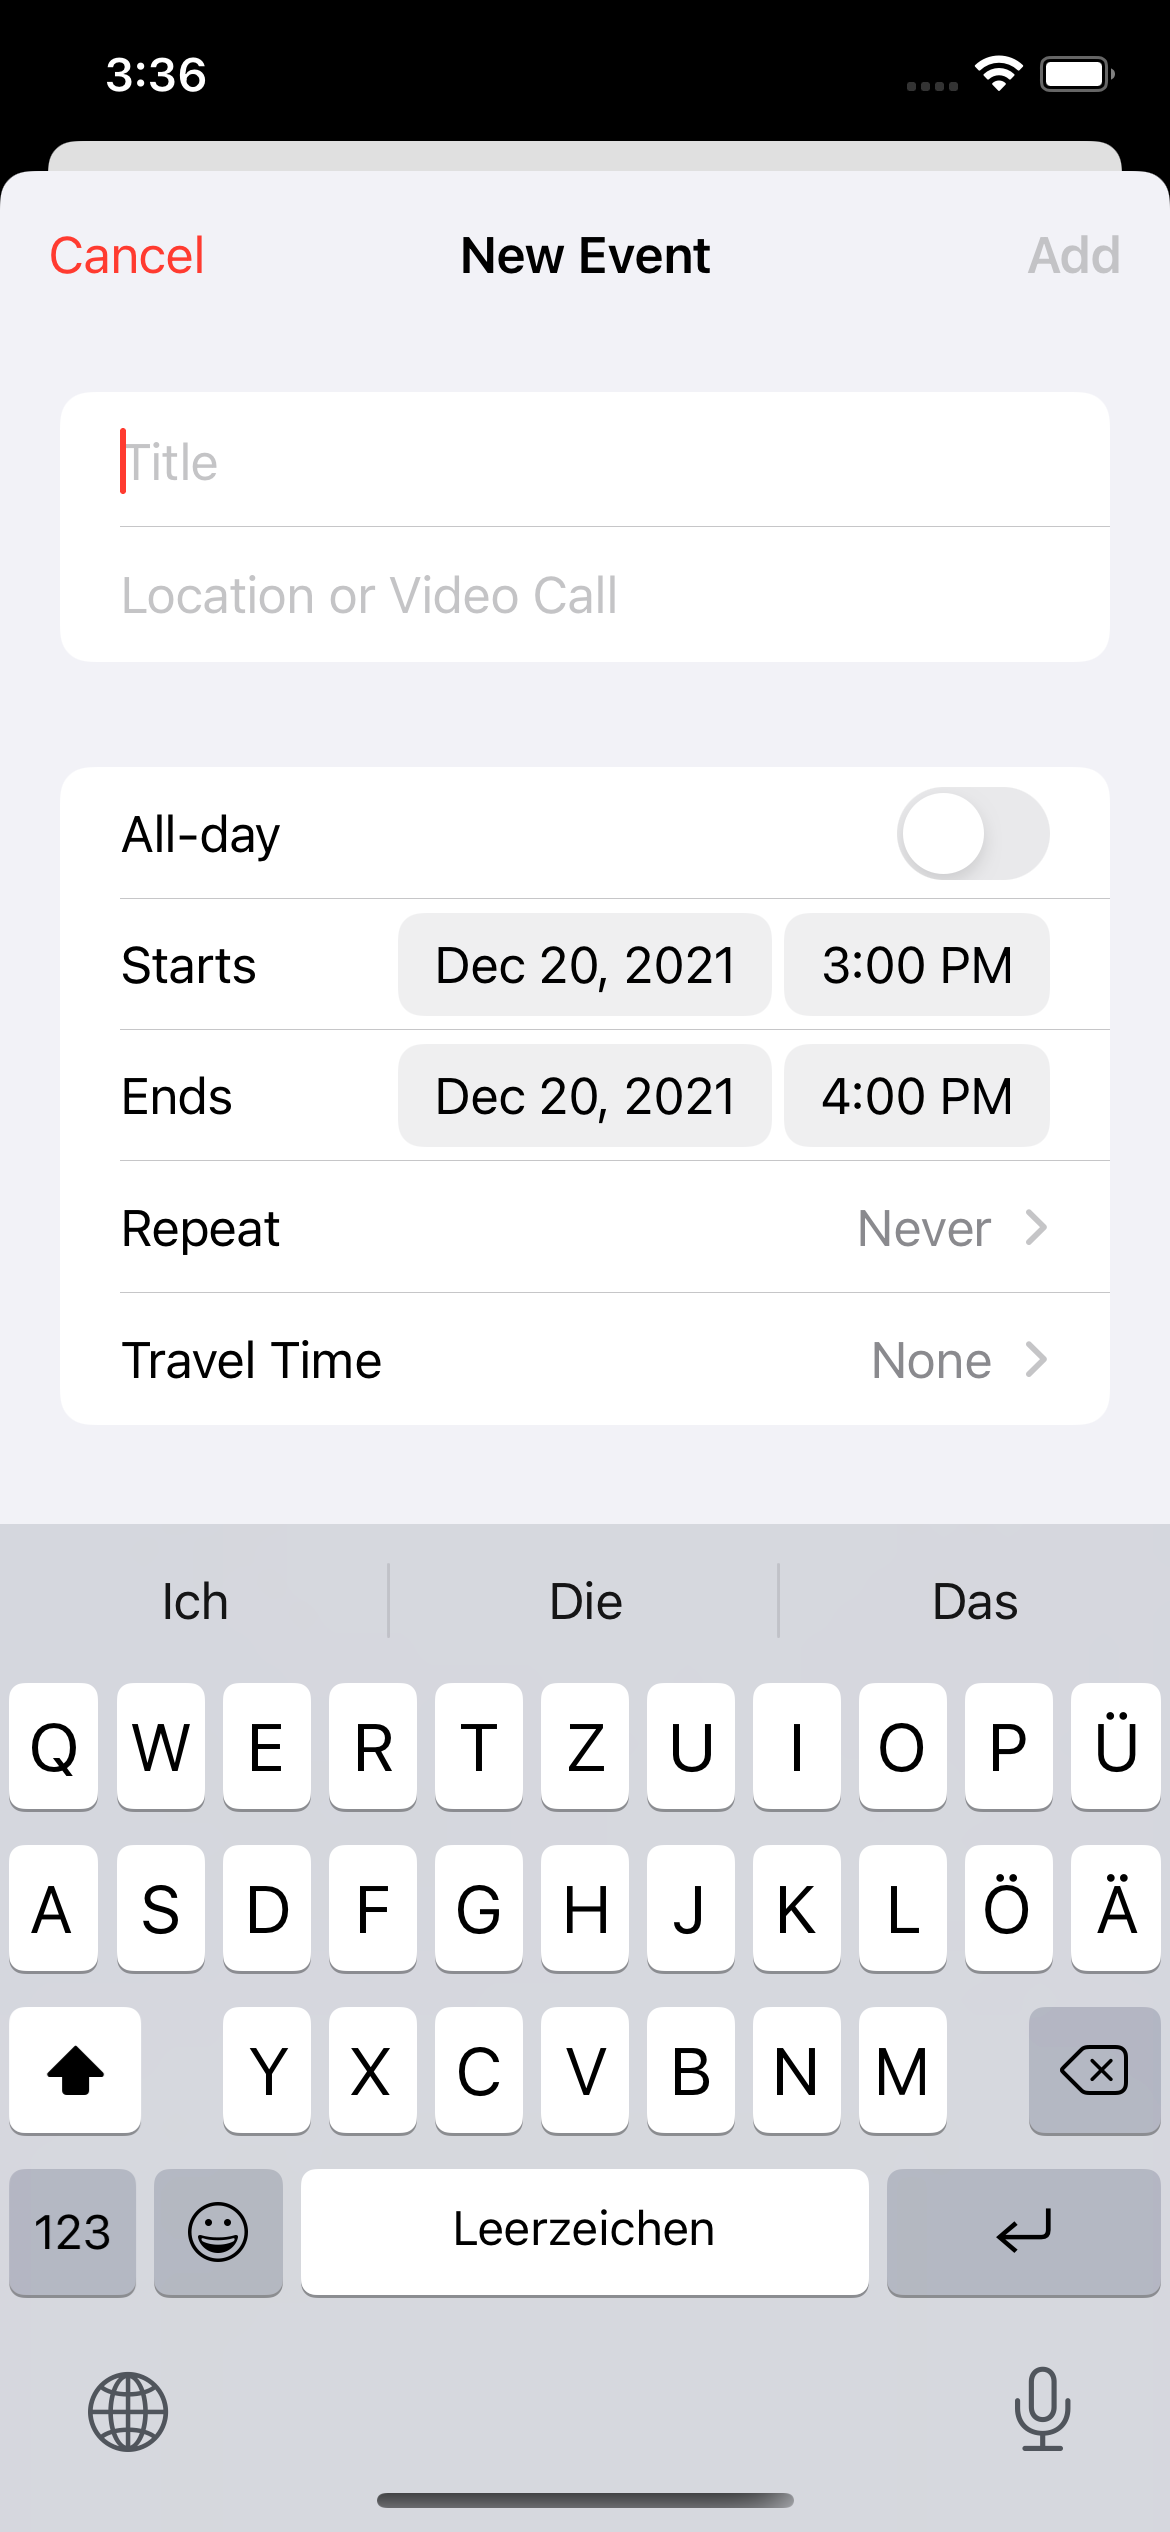 3:36
Cancel New Event Add
Title
Location or Video Call
All-day
Starts Dec 20, 2021 3:00 PM
Ends Dec 20, 2021 4:00 PM
Repeat Never
Travel Time None
Ich Die Das
Q W E R T Z U I O P Ü
A S D F G H J K L Ö Ä
Y X C V B N M
123 Leerzeichen